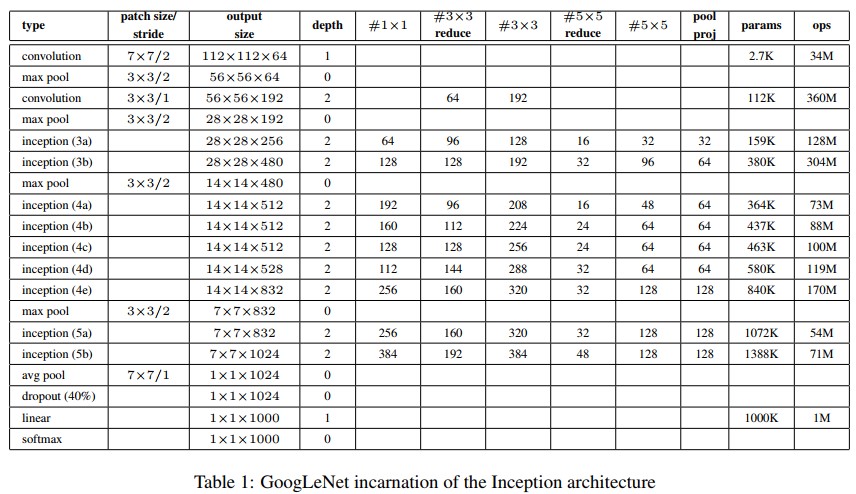 type patch size/ stride output size depth #1×1 #3×3 reduce #3×3 #5×5 reduce #5×5 pool proj params ops
convolution 7×7/2 112×112×64 1 2.7K 34M
max pool 3×3/2 56×56×64 0
convolution 3×3/1 56×56×192 2 64 192 112K 360M
max pool 3×3/2 28×28×192 0
inception (3a) 28×28×256 2 64 96 128 16 32 32 159K 128M
inception (3b) 28×28×480 2 128 128 192 32 96 64 380K 304M
max pool 3×3/2 14×14×480 0
inception (4a) 14×14×512 2 192 96 208 16 48 64 364K 73M
inception (4b) 14×14×512 2 160 112 224 24 64 64 437K 88M
inception (4c) 14×14×512 2 128 128 256 24 64 64 463K 100M
inception (4d) 14×14×528 2 112 144 288 32 64 64 580K 119M
inception (4e) 14×14×832 2 256 160 320 32 128 128 840K 170M
max pool 3×3/2 7×7×832 0
inception (5a) 7×7×832 2 256 160 320 32 128 128 1072K 54M
inception (5b) 7×7×1024 2 384 192 384 48 128 128 1388K 71M
avg pool 7×7/1 1×1×1024 0
dropout (40%) 1×1×1024 0
linear 1×1×1000 1 1000K 1M
softmax 1×1×1000 0
Table 1: GoogLeNet incarnation of the Inception architecture